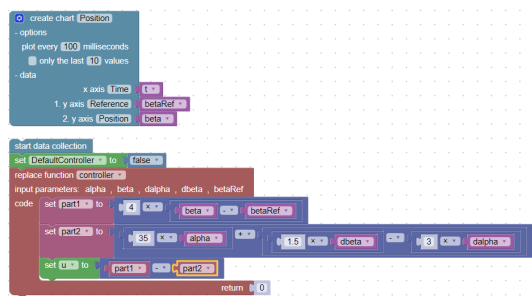 create chart Position
- options
plot every 100 milliseconds
only the last 10 values
- data
x axis Time t
1. y axis Reference betaRef
2. y axis Position beta
start data collection
set DefaultController to false
replace function controller
input parameters: alpha , beta , dalpha , dbeta , betaRef
code set part1 to 4 × beta - betaRef
set part2 to 35 × alpha + 1.5 × dbeta - 3 × dalpha
set u to part1 - part2
return 0